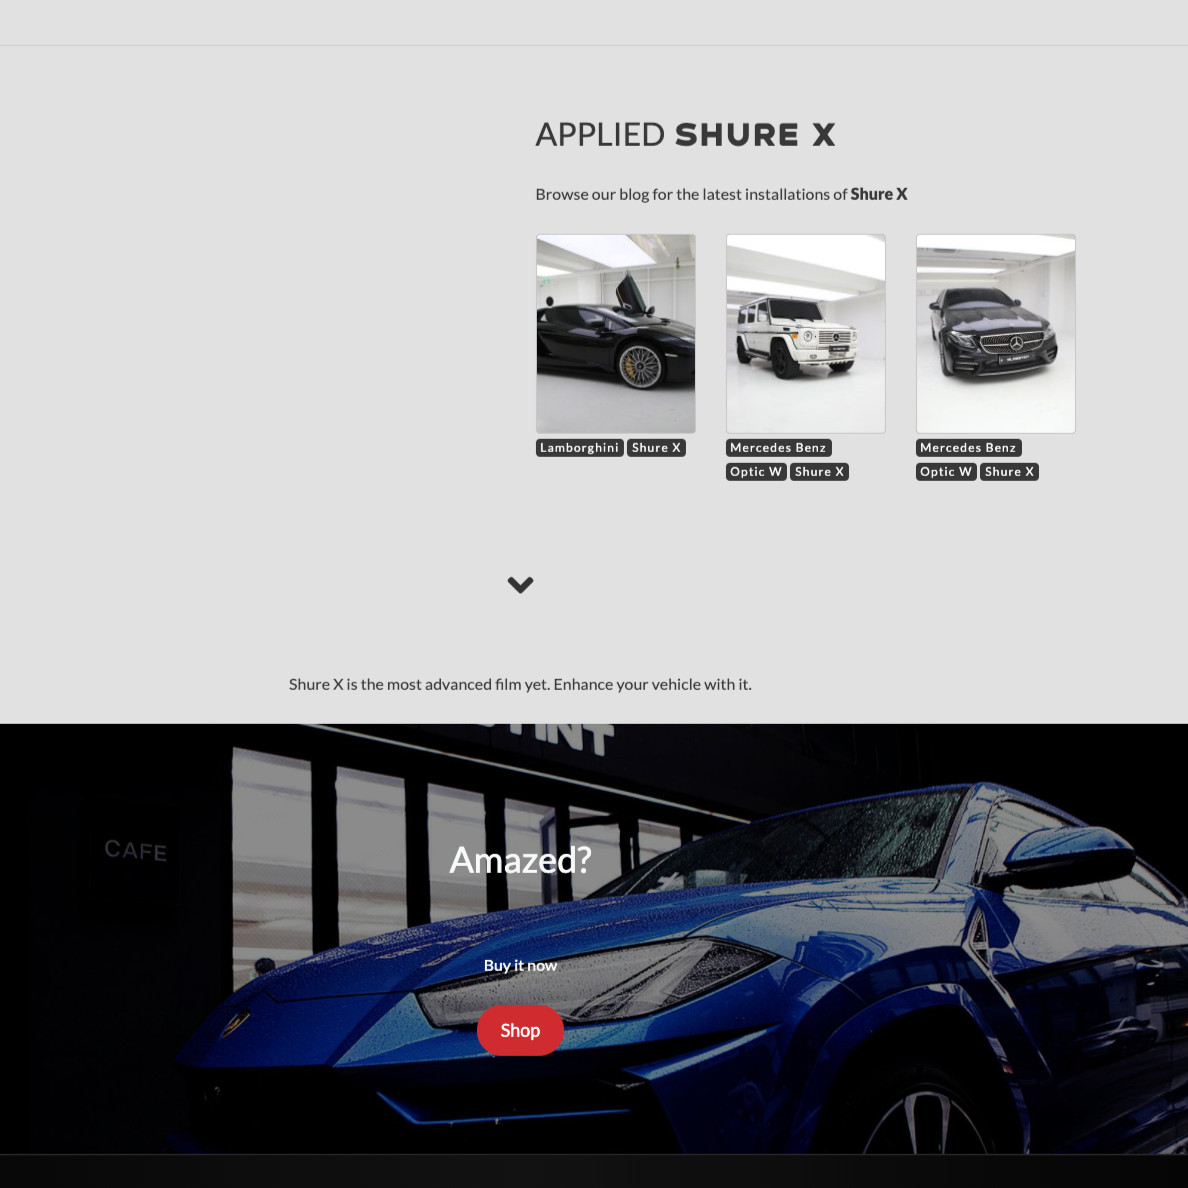 APPLIED SHURE X
Browse our blog for the latest installations of Shure X
Lamborghini Shure X
Mercedes Benz
Optic W Shure X
Mercedes Benz
Optic W Shure X
Shure X is the most advanced film yet. Enhance your vehicle with it.
CAFE
Amazed?
Buy it now
Shop